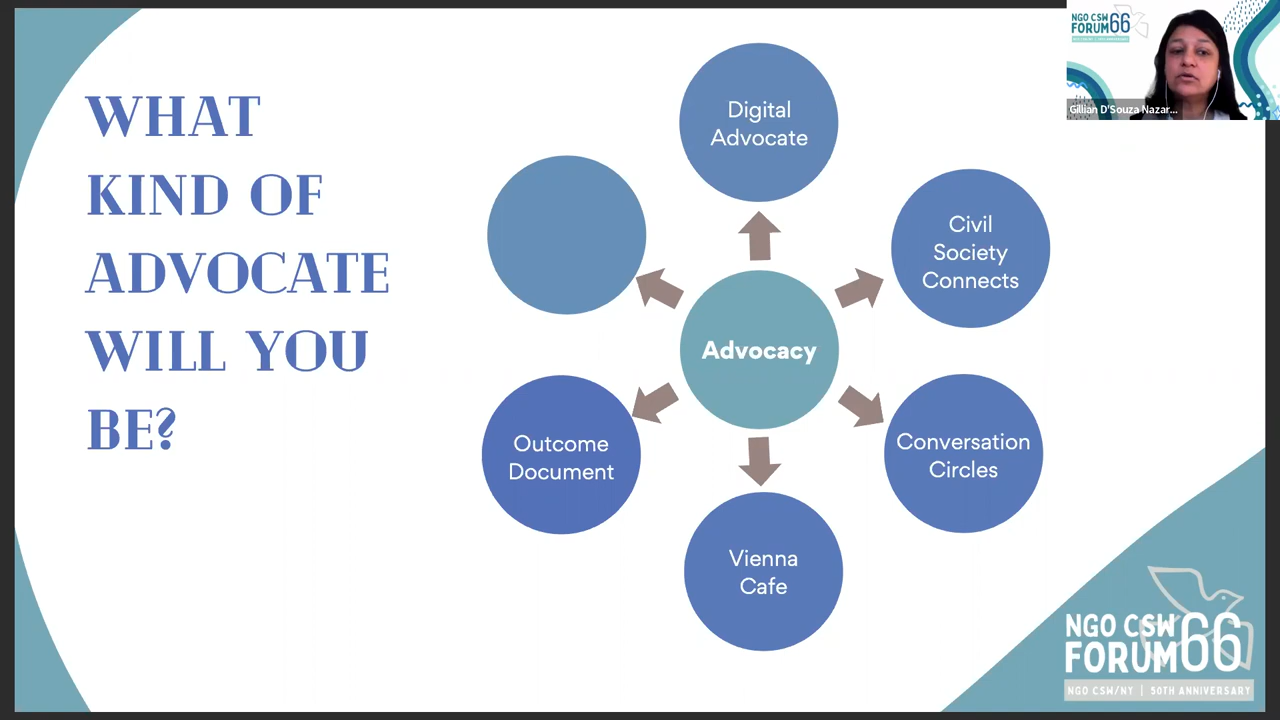 WHAT
KIND OF
ADVOCATE
WILL YOU
BE?
Digital
Advocate
Civil
Society
Connects
Advocacy
Conversation
Circles
Vienna
Cafe
Outcome
Document
NGO CSW
FORUM66
NGO CSW/NY | 50TH ANNIVERSARY
NGO CSW
FORUM66
Gillian D'Souza Nazar...